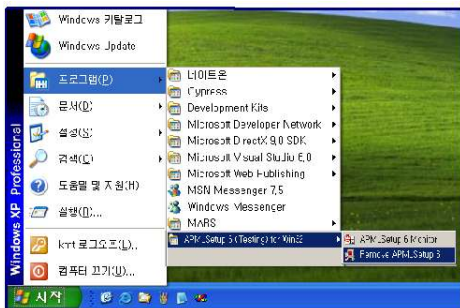 Windows 카탈로그
Windows Update
프로그램(P)
문서(D)
설정(S)
검색(C)
도움말 및 지원(H)
실행(R)...
kmt 로그오프(L)...
컴퓨터 끄기(U)...
Windows XP Professional
시작
네이트온
Cypress
Development Kits
Microsoft Developer Network
Microsoft DirectX 9.0 SDK
Microsoft Visual Studio 6.0
Microsoft Web Publishing
MSN Messenger 7.5
Windows Messenger
MARS
APMSetup 6 (Testing) for Win32
APMSetup 6 Monitor
Remove APMSetup 6